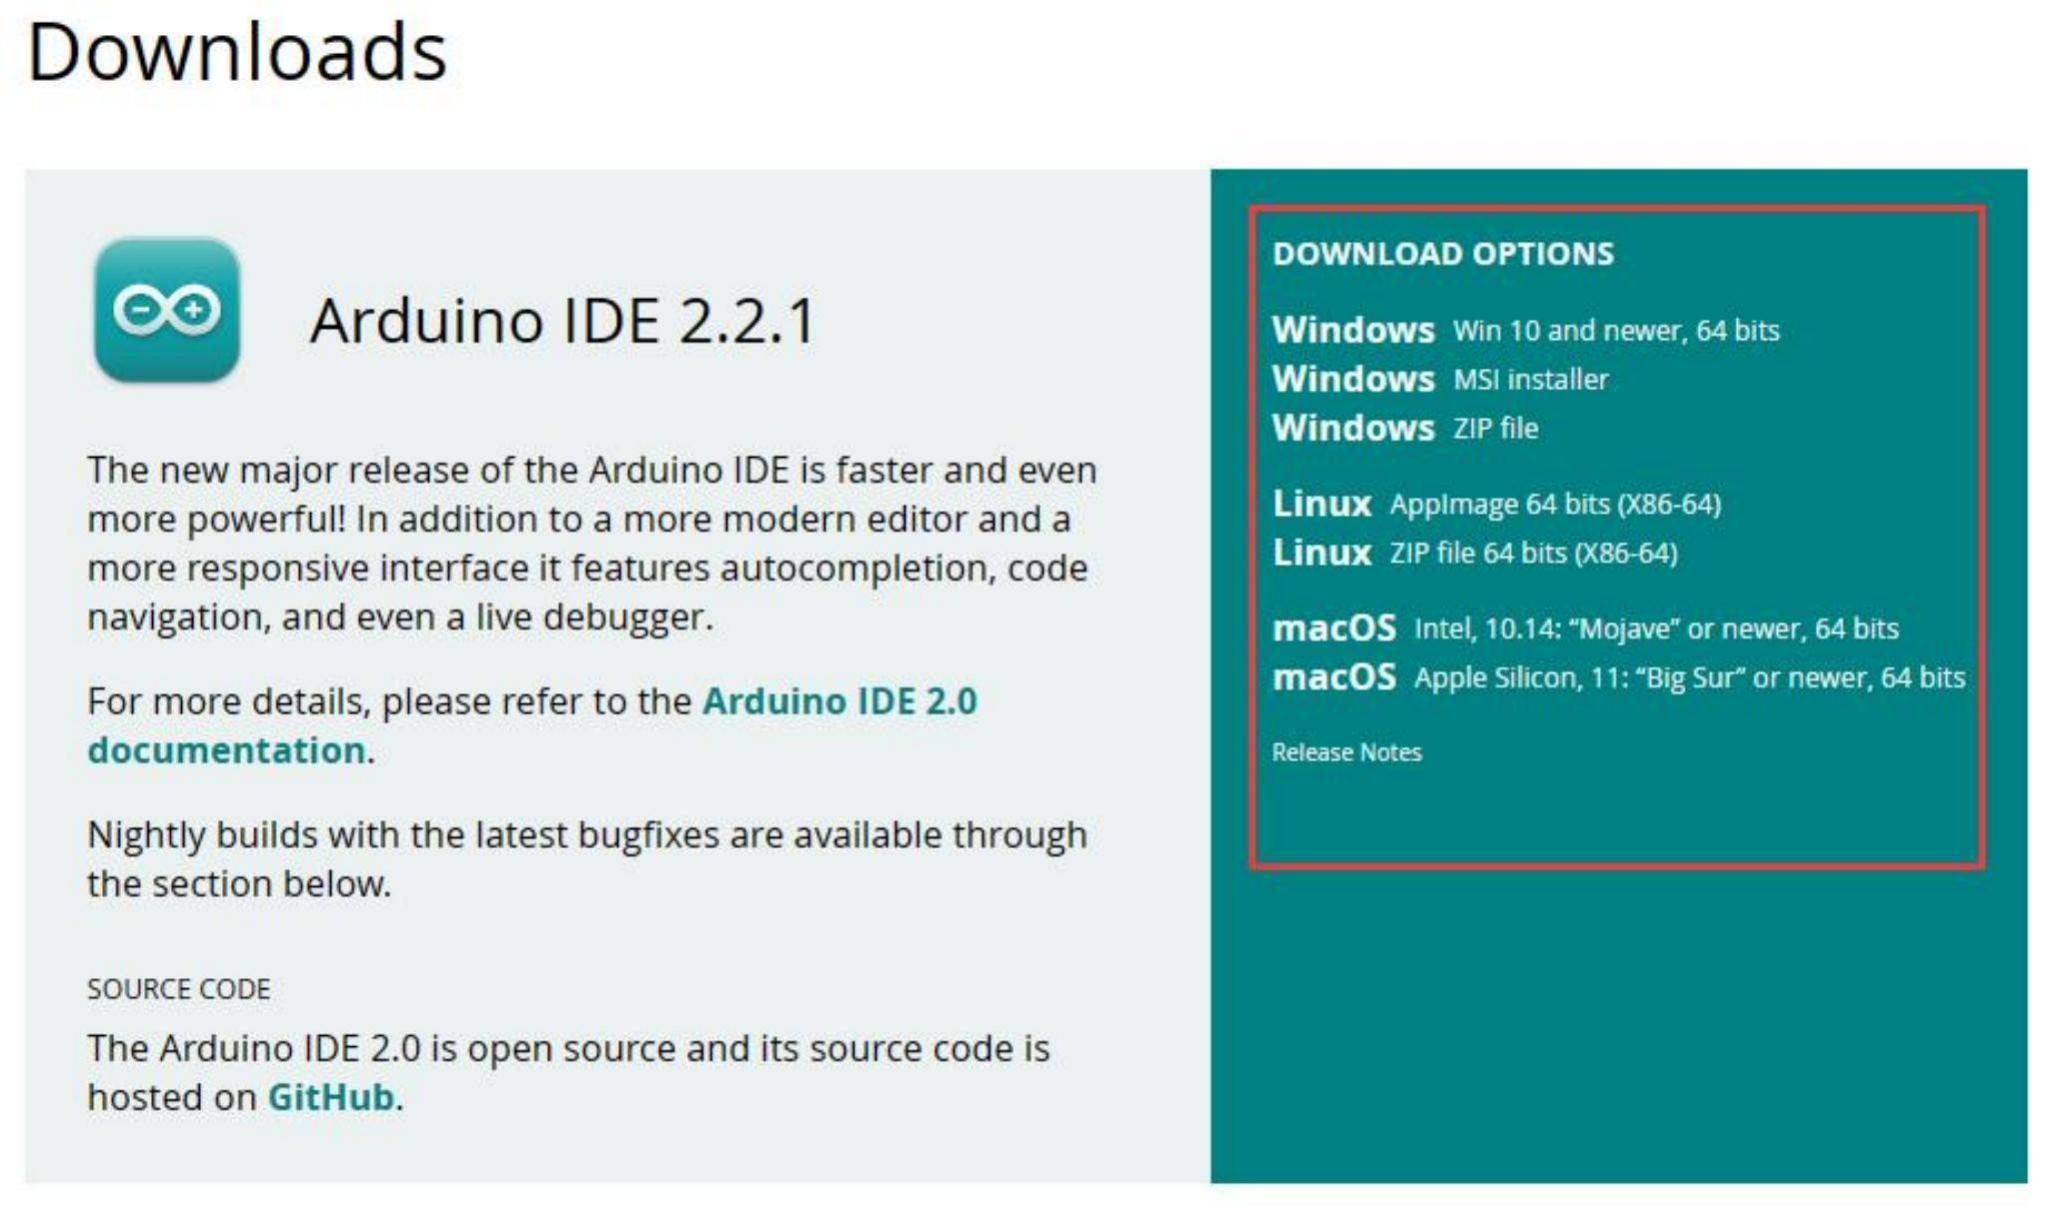 Downloads
Arduino IDE 2.2.1
The new major release of the Arduino IDE is faster and even
more powerful! In addition to a more modern editor and a
more responsive interface it features autocompletion, code
navigation, and even a live debugger.
For more details, please refer to the Arduino IDE 2.0
documentation.
Nightly builds with the latest bugfixes are available through
the section below.
SOURCE CODE
The Arduino IDE 2.0 is open source and its source code is
hosted on GitHub.
DOWNLOAD OPTIONS
Windows Win 10 and newer, 64 bits
Windows MSI installer
Windows ZIP file
Linux AppImage 64 bits (X86-64)
Linux ZIP file 64 bits (X86-64)
macOS Intel, 10.14: “Mojave” or newer, 64 bits
macOS Apple Silicon, 11: “Big Sur” or newer, 64 bits
Release Notes